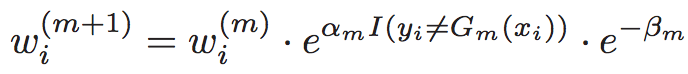 w_i^{(m+1)} = w_i^{(m)} · e^{α_m I(y_i≠G_m(x_i))} · e^{−β_m}